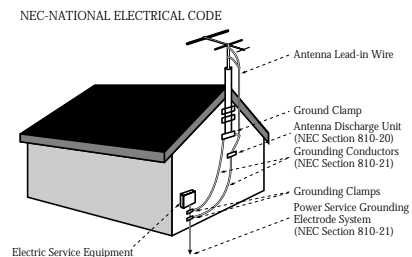 NEC-NATIONAL ELECTRICAL CODE
Antenna Lead-in Wire
Ground Clamp
Antenna Discharge Unit
(NEC Section 810-20)
Grounding Conductors
(NEC Section 810-21)
Grounding Clamps
Power Service Grounding
Electrode System
(NEC Section 810-21)
Electric Service Equipment